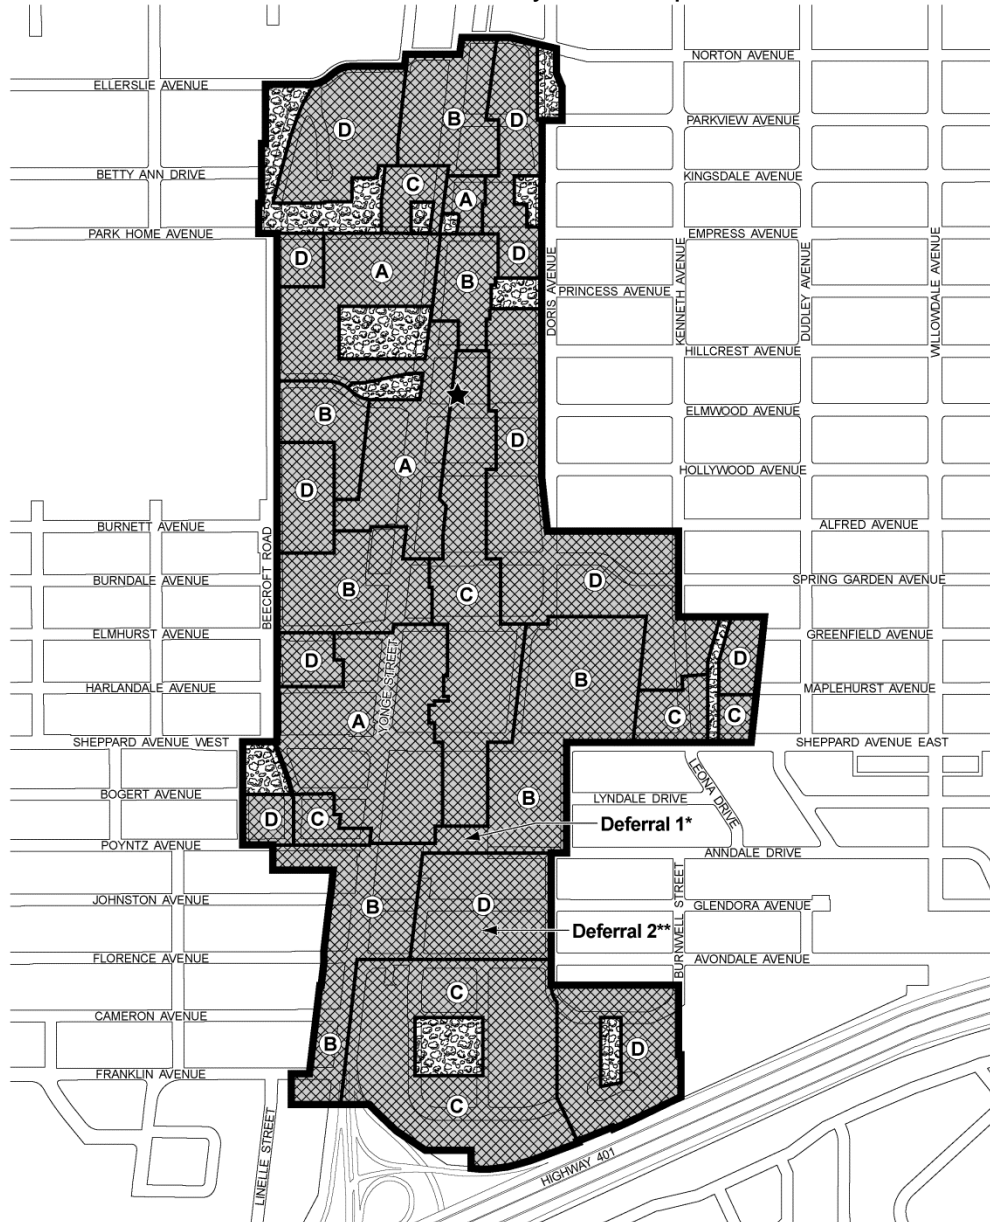 NORTON AVENUE
ELLERSLIE AVENUE
B
D
PARKVIEW AVENUE
D
BETTY ANN DRIVE
KINGSDALE AVENUE
C
A
PARK HOME AVENUE
EMPRESS AVENUE
D
D
A
B
DORIS AVENUE
PRINCESS AVENUE
KENNETH AVENUE
DUDLEY AVENUE
WILLOWDALE AVENUE
HILLCREST AVENUE
B
ELMWOOD AVENUE
D
A
HOLLYWOOD AVENUE
D
BURNETT AVENUE
ALFRED AVENUE
BEECROFT ROAD
BURNDALE AVENUE
B
C
D
SPRING GARDEN AVENUE
ELMHURST AVENUE
GREENFIELD AVENUE
D
YONGE STREET
D
B
HARLANDALE AVENUE
MAPLEHURST AVENUE
A
C
C
SHEPPARD AVENUE WEST
SHEPPARD AVENUE EAST
BOGERT AVENUE
B
LYNDALE DRIVE
LEONA DRIVE
D
C
Deferral 1*
POYNTZ AVENUE
ANNDALE DRIVE
JOHNSTON AVENUE
B
D
GLENDORA AVENUE
Deferral 2**
BURNWELL STREET
FLORENCE AVENUE
AVONDALE AVENUE
C
CAMERON AVENUE
B
D
FRANKLIN AVENUE
C
LINELLE STREET
HIGHWAY 401